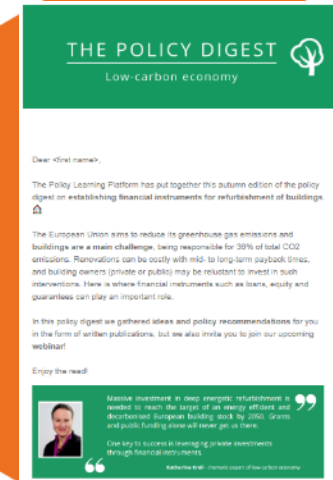 THE POLICY DIGEST
Low-carbon economy
Dear <first name>,
The Policy Learning Platform has put together this autumn edition of the policy
digest on establishing financial instruments for refurbishment of buildings.
The European Union aims to reduce its greenhouse gas emissions and
buildings are a main challenge, being responsible for 36% of total CO2
emissions. Renovations can be costly with mid- to long-term payback times,
and building owners (private or public) may be reluctant to invest in such
interventions. Here is where financial instruments such as loans, equity and
guarantees can play an important role.
In this policy digest we gathered ideas and policy recommendations for you
in the form of written publications, but we also invite you to join our upcoming
webinar!
Enjoy the read!
Massive investment in deep energetic refurbishment is
needed to reach the target of an energy efficient and
decarbonised European building stock by 2050. Grants
and public funding alone will never get us there.
One key to success is leveraging private investments
through financial instruments.
Katharina Krell - thematic expert of low-carbon economy